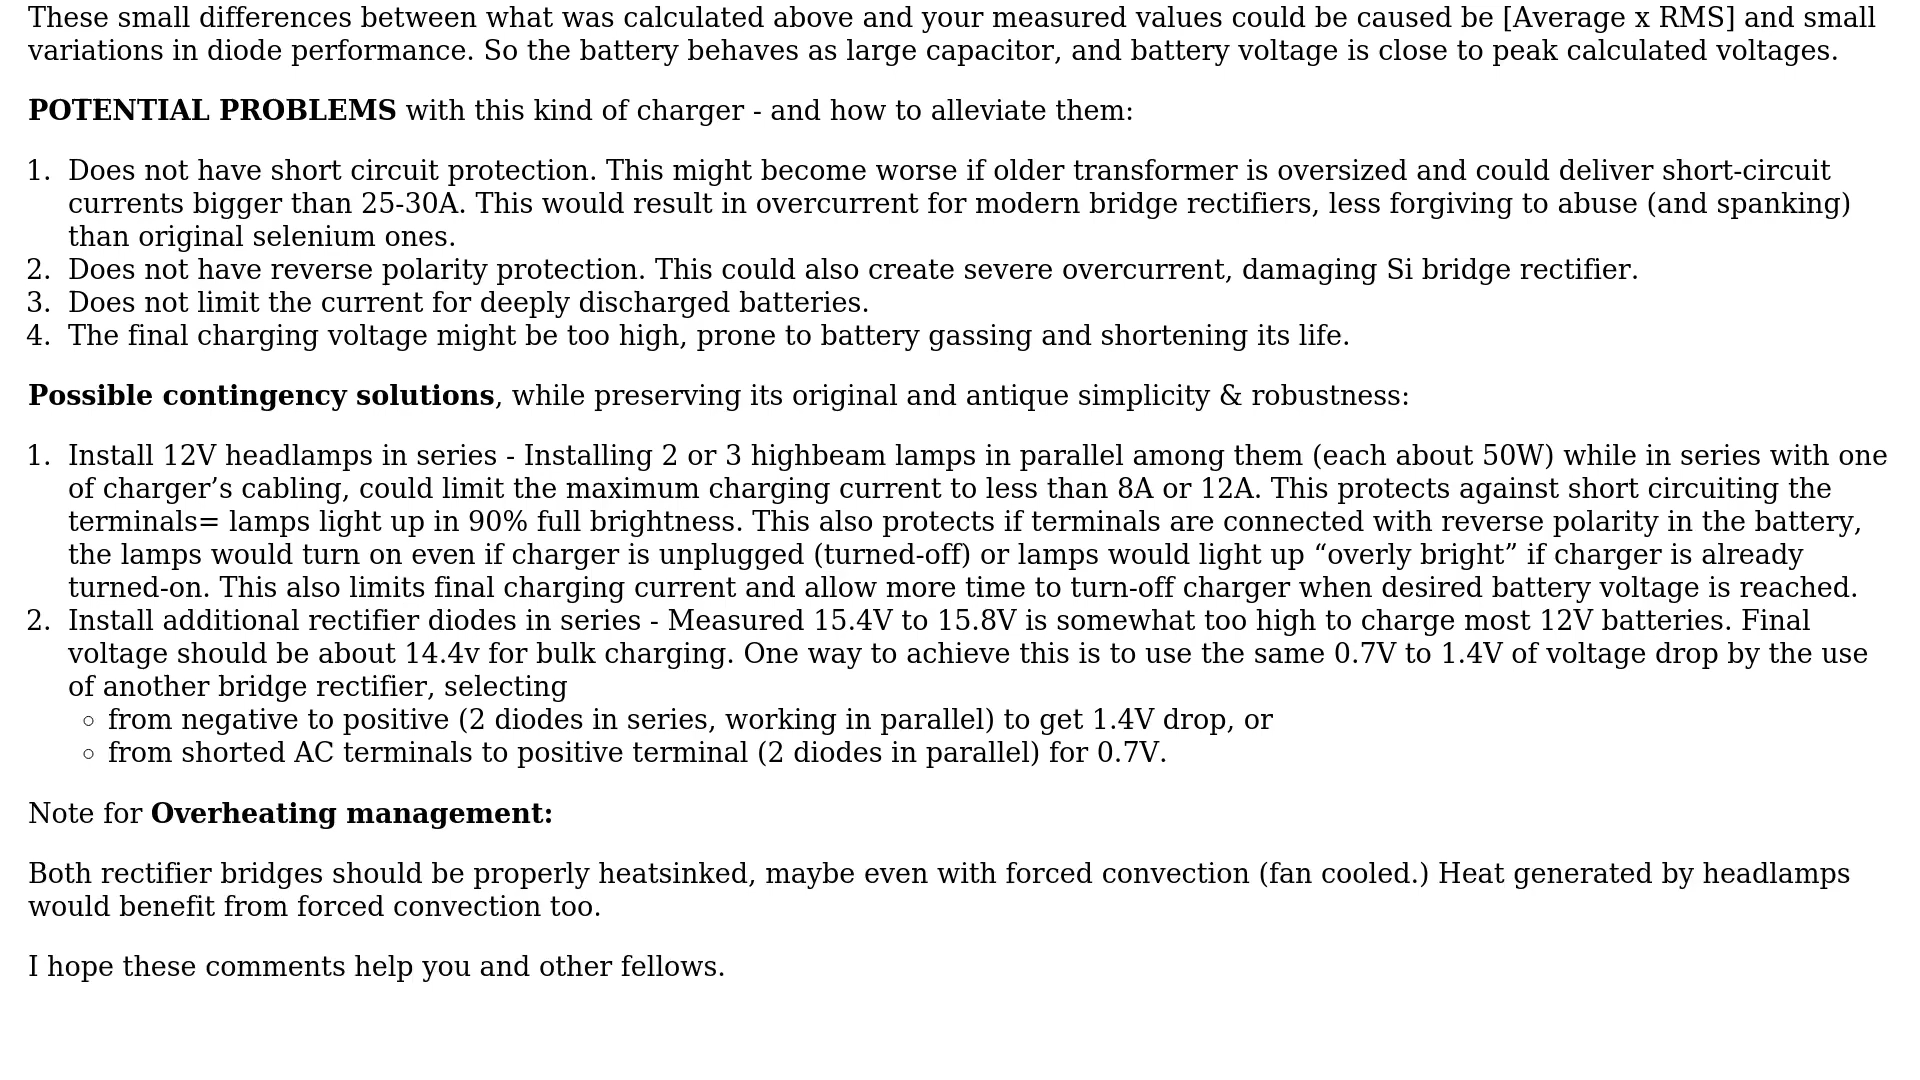 These small differences between what was calculated above and your measured values could be caused be [Average x RMS] and small
variations in diode performance. So the battery behaves as large capacitor, and battery voltage is close to peak calculated voltages.
POTENTIAL PROBLEMS with this kind of charger - and how to alleviate them:
1. Does not have short circuit protection. This might become worse if older transformer is oversized and could deliver short-circuit
currents bigger than 25-30A. This would result in overcurrent for modern bridge rectifiers, less forgiving to abuse (and spanking)
than original selenium ones.
2. Does not have reverse polarity protection. This could also create severe overcurrent, damaging Si bridge rectifier.
3. Does not limit the current for deeply discharged batteries.
4. The final charging voltage might be too high, prone to battery gassing and shortening its life.
Possible contingency solutions, while preserving its original and antique simplicity & robustness:
1. Install 12V headlamps in series - Installing 2 or 3 highbeam lamps in parallel among them (each about 50W) while in series with one
of charger’s cabling, could limit the maximum charging current to less than 8A or 12A. This protects against short circuiting the
terminals= lamps light up in 90% full brightness. This also protects if terminals are connected with reverse polarity in the battery,
the lamps would turn on even if charger is unplugged (turned-off) or lamps would light up “overly bright” if charger is already
turned-on. This also limits final charging current and allow more time to turn-off charger when desired battery voltage is reached.
2. Install additional rectifier diodes in series - Measured 15.4V to 15.8V is somewhat too high to charge most 12V batteries. Final
voltage should be about 14.4v for bulk charging. One way to achieve this is to use the same 0.7V to 1.4V of voltage drop by the use
of another bridge rectifier, selecting
◦ from negative to positive (2 diodes in series, working in parallel) to get 1.4V drop, or
◦ from shorted AC terminals to positive terminal (2 diodes in parallel) for 0.7V.
Note for Overheating management:
Both rectifier bridges should be properly heatsinked, maybe even with forced convection (fan cooled.) Heat generated by headlamps
would benefit from forced convection too.
I hope these comments help you and other fellows.